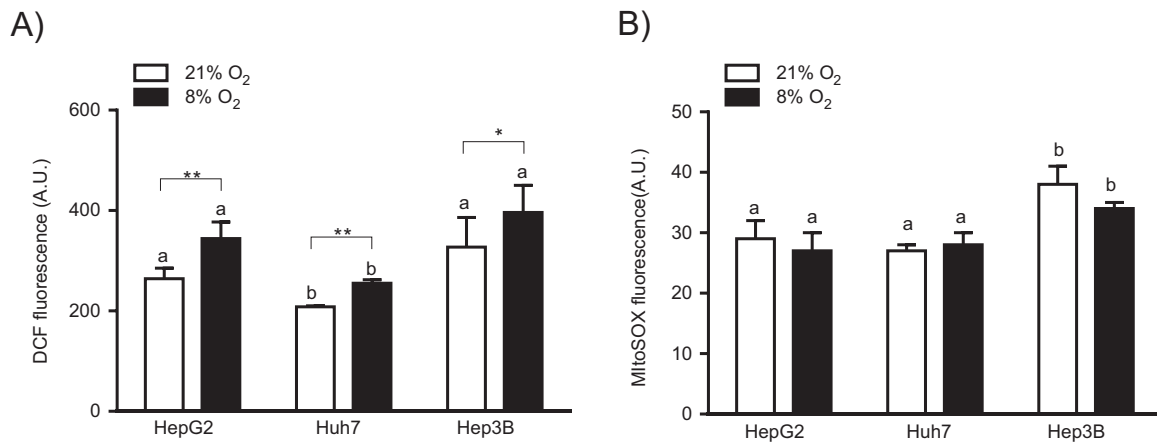 A)
21% O2
8% O2
600
400
200
0
DCF fluorescence (A.U.)
**
**
*
a
a
b
b
a
a
HepG2
Huh7
Hep3B
B)
21% O2
8% O2
50
40
30
20
10
0
MItoSOX fluorescence(A.U.)
a
a
a
a
b
b
HepG2
Huh7
Hep3B